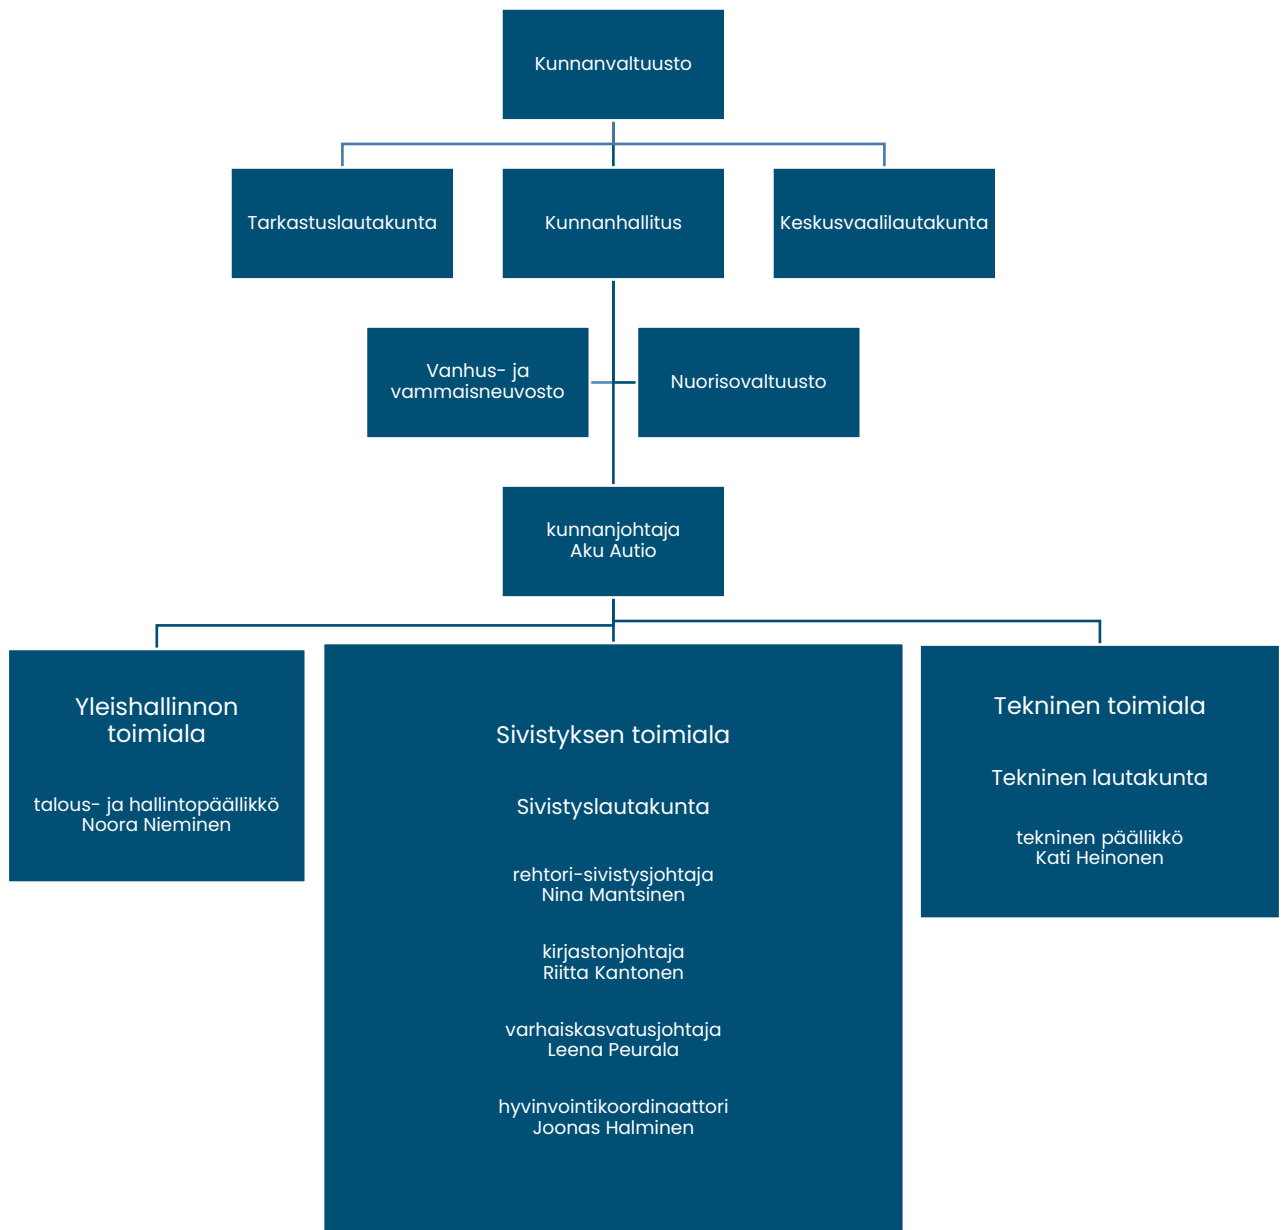 Kunnanvaltuusto
Tarkastuslautakunta
Kunnanhallitus
Keskusvaalilautakunta
Vanhus- ja
vammaisneuvosto
Nuorisovaltuusto
kunnanjohtaja
Aku Autio
Yleishallinnon
toimiala
talous- ja hallintopäällikkö
Noora Nieminen
Sivistyksen toimiala
Sivistyslautakunta
rehtori-sivistysjohtaja
Nina Mantsinen
kirjastonjohtaja
Riitta Kantonen
varhaiskasvatusjohtaja
Leena Peurala
hyvinvointikoordinaattori
Joonas Halminen
Tekninen toimiala
Tekninen lautakunta
tekninen päällikkö
Kati Heinonen